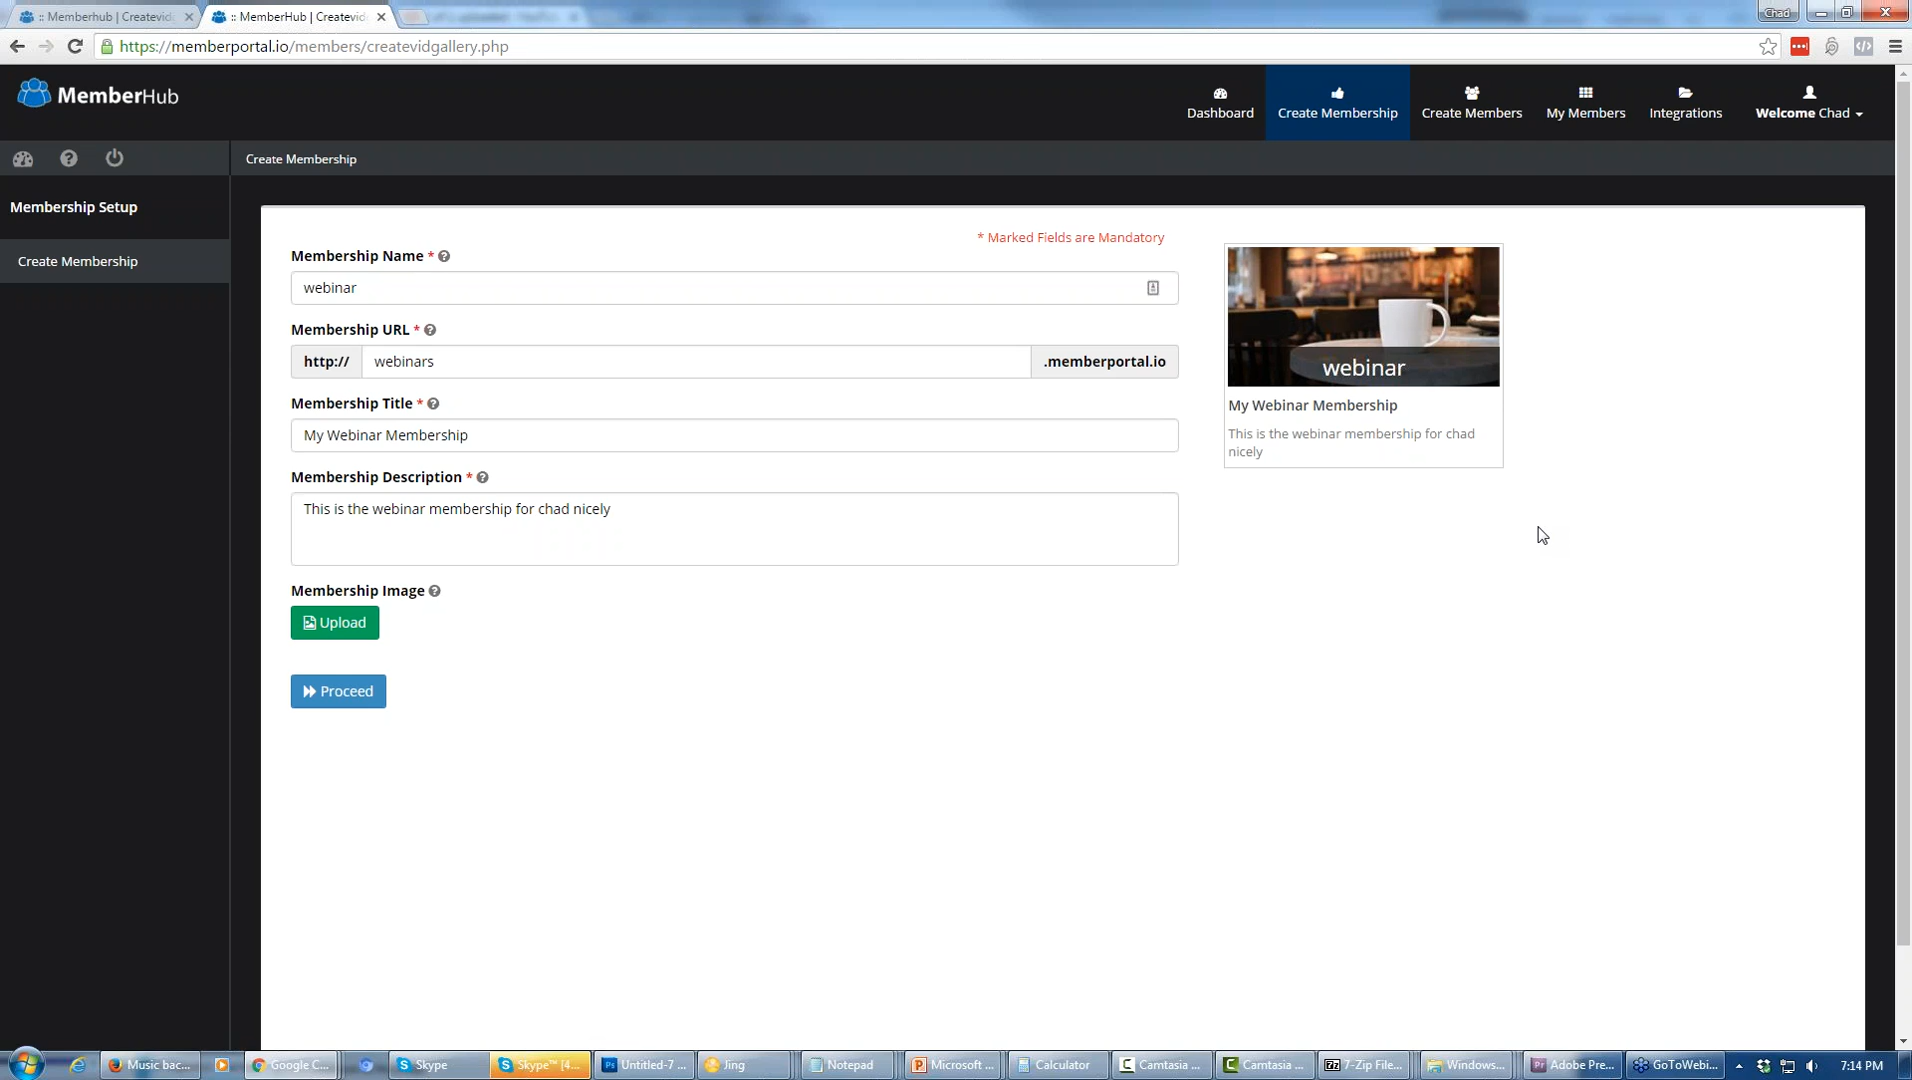 :: Memberhub | Createvid
:: MemberHub | Createvid
Chad
https://memberportal.io/members/createvidgallery.php
MemberHub
Dashboard
Create Membership
Create Members
My Members
Integrations
Welcome Chad
Create Membership
Membership Setup
Create Membership
* Marked Fields are Mandatory
Membership Name *
webinar
Membership URL *
http:// webinars .memberportal.io
Membership Title *
My Webinar Membership
Membership Description *
This is the webinar membership for chad nicely
Membership Image
Upload
Proceed
webinar
My Webinar Membership
This is the webinar membership for chad
nicely
Music bac...
Google C...
Skype
Skype™ [4...
Untitled-7 ...
Jing
Notepad
Microsoft ...
Calculator
Camtasia ...
Camtasia ...
7-Zip File...
Windows...
Adobe Pre...
GoToWebi...
7:14 PM